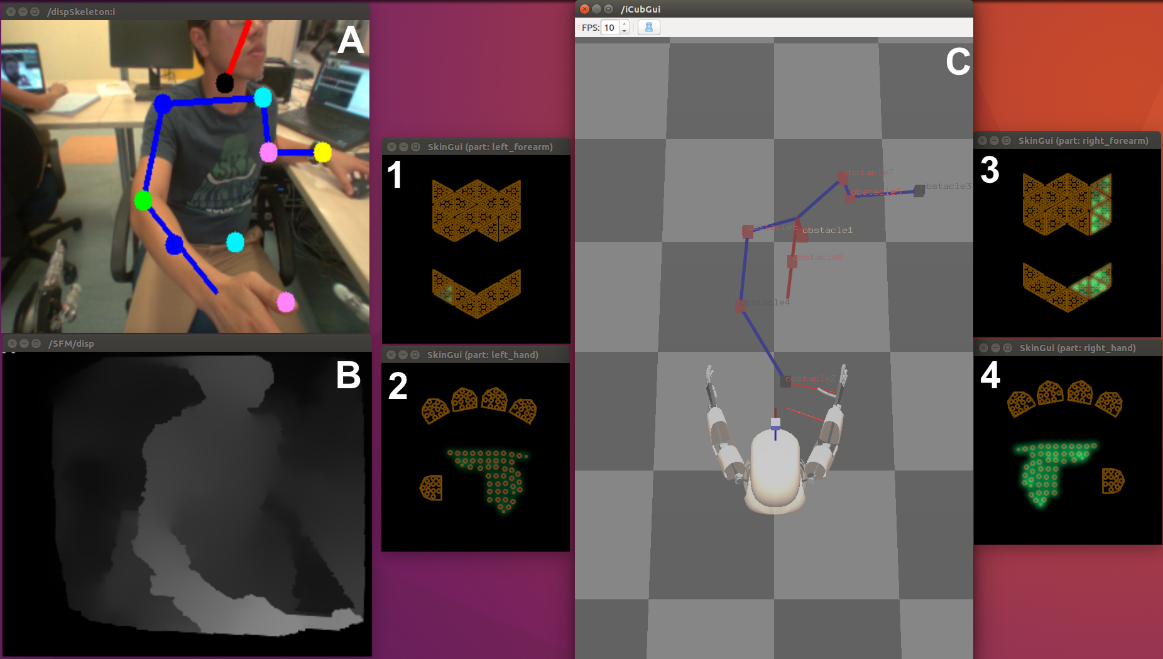 /dispSkeleton:i
A
/SFM/disp
B
SkinGui (part: left_forearm)
1
SkinGui (part: left_hand)
2
/iCubGui
FPS: 10
C
obstacle3
obstacle1
obstacle4
SkinGui (part: right_forearm)
3
SkinGui (part: right_hand)
4